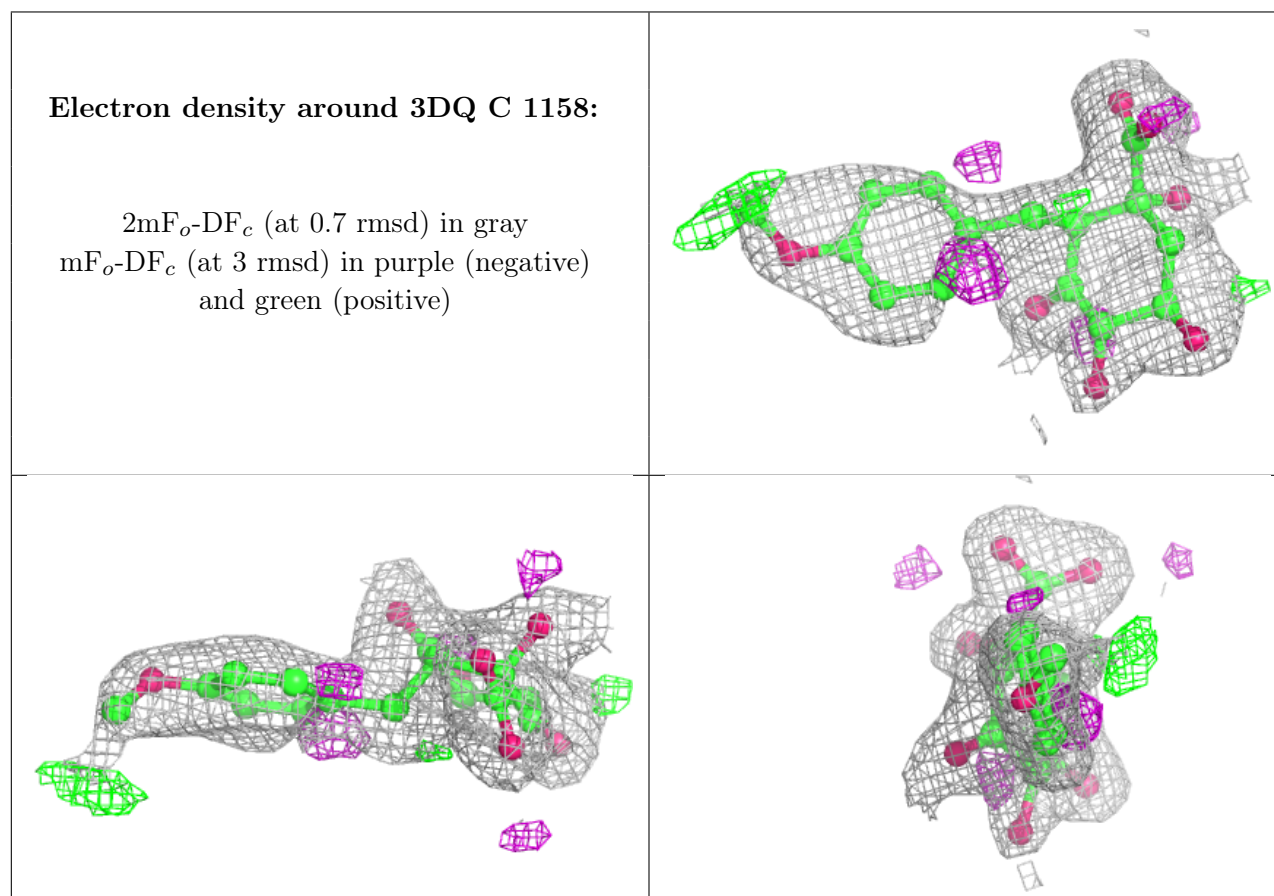 Electron density around 3DQ C 1158:
2mFo-DFc (at 0.7 rmsd) in gray
mFo-DFc (at 3 rmsd) in purple (negative)
and green (positive)